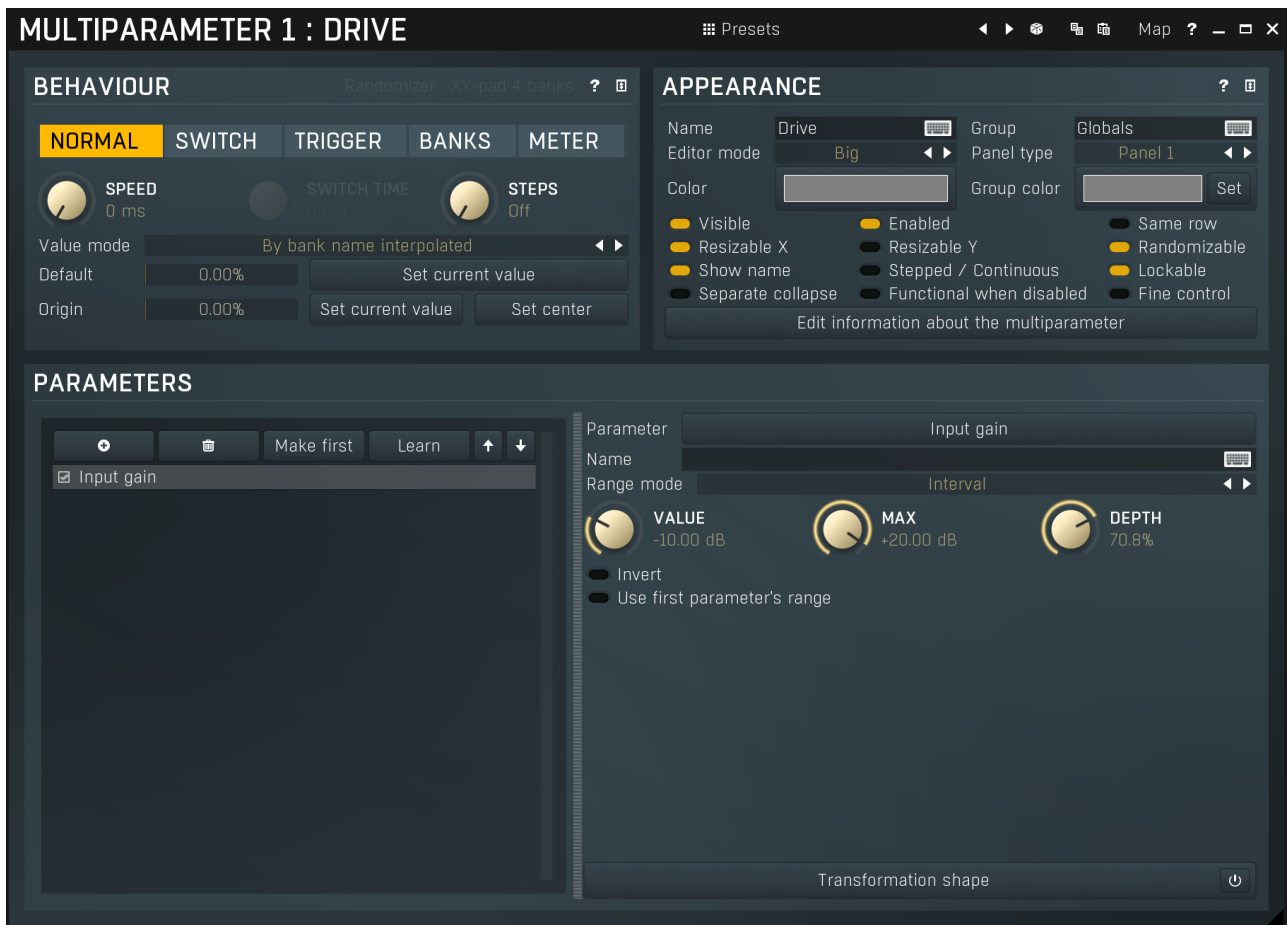 MULTIPARAMETER 1 : DRIVE
Presets
Map ?
BEHAVIOUR
Randomizer XY-pad 4 banks ?
NORMAL SWITCH TRIGGER BANKS METER
SPEED
0 ms
SWITCH TIME
0 ms
STEPS
Off
Value mode By bank name interpolated
Default 0.00% Set current value
Origin 0.00% Set current value Set center
APPEARANCE ?
Name Drive Group Globals
Editor mode Big Panel type Panel 1
Color Group color Set
Visible Enabled Same row
Resizable X Resizable Y Randomizable
Show name Stepped / Continuous Lockable
Separate collapse Functional when disabled Fine control
Edit information about the multiparameter
PARAMETERS
Make first Learn
Input gain
Parameter Input gain
Name
Range mode Interval
VALUE
-10.00 dB
MAX
+20.00 dB
DEPTH
70.8%
Invert
Use first parameter's range
Transformation shape